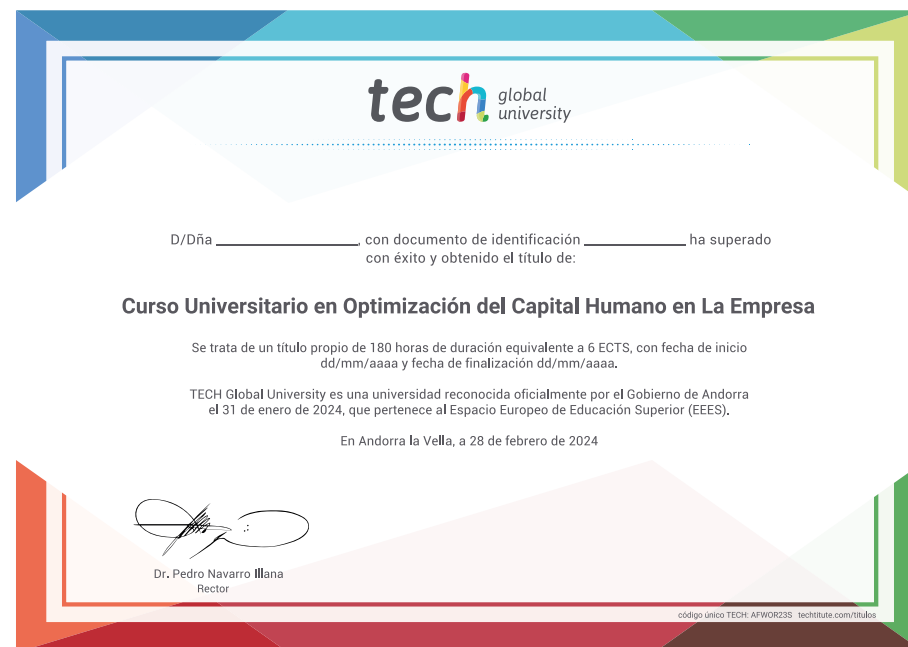 tech global university
D/Dña ____________________, con documento de identificación ______________ ha superado
con éxito y obtenido el título de:
Curso Universitario en Optimización del Capital Humano en La Empresa
Se trata de un título propio de 180 horas de duración equivalente a 6 ECTS, con fecha de inicio
dd/mm/aaaa y fecha de finalización dd/mm/aaaa.
TECH Global University es una universidad reconocida oficialmente por el Gobierno de Andorra
el 31 de enero de 2024, que pertenece al Espacio Europeo de Educación Superior (EEES).
En Andorra la Vella, a 28 de febrero de 2024
Dr. Pedro Navarro Illana
Rector
código único TECH: AFWOR23S techtitute.com/titulos